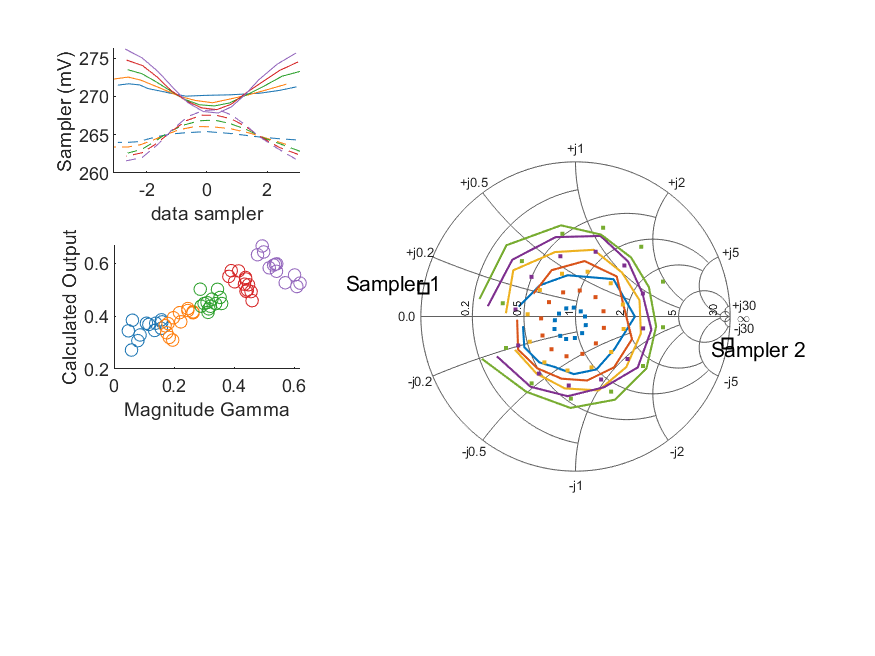 275
270
265
260
Sampler (mV)
-2
0
2
data sampler
0.6
0.4
0.2
Calculated Output
0
0.2
0.4
0.6
Magnitude Gamma
+j1
+j0.5
+j2
+j0.2
+j5
Sampler 1
0.0
0.2
0.5
1
2
5
30
+j30
∞
-j30
Sampler 2
-j0.2
-j5
-j0.5
-j2
-j1